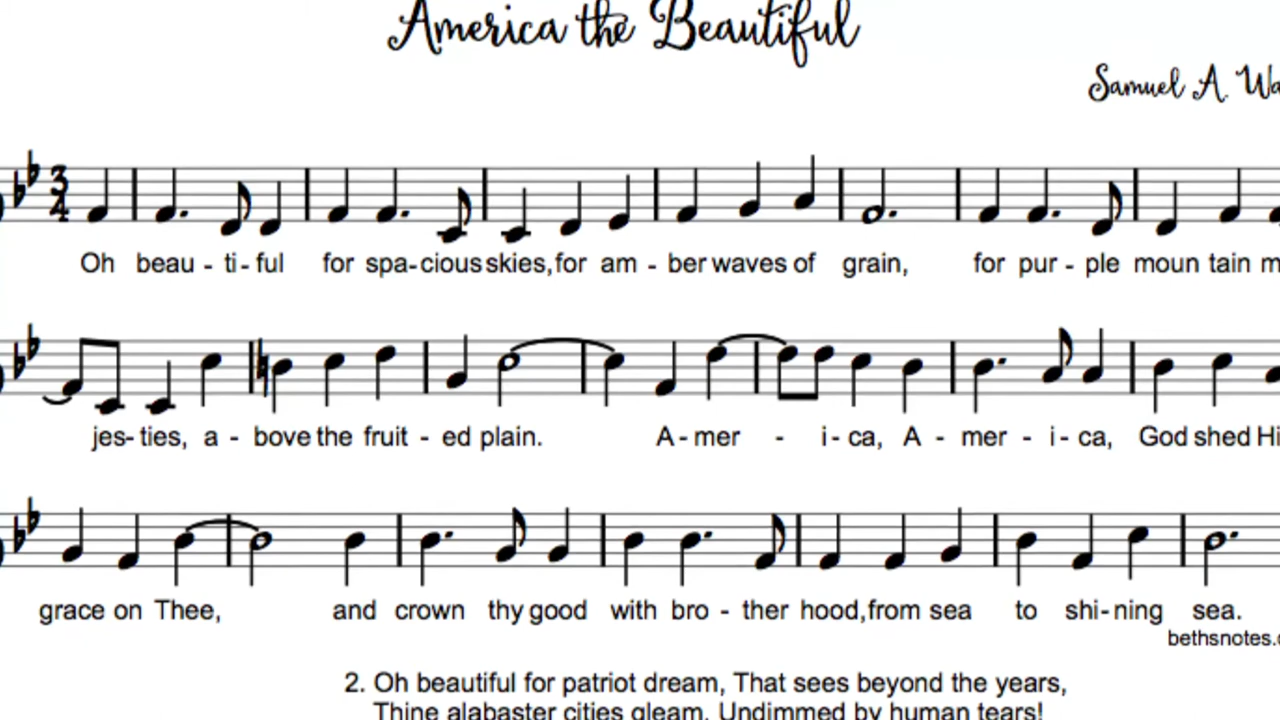 America the Beautiful
Samuel A.
3 4
Oh beau - ti - ful for spa - cious skies, for am - ber waves of grain, for pur - ple moun tain
jes - ties, a - bove the fruit - ed plain. A - mer - i - ca, A - mer - i - ca, God shed
grace on Thee, and crown thy good with bro - ther hood, from sea to shi - ning sea.
bethsnotes.
2. Oh beautiful for patriot dream, That sees beyond the years,
Thine alabaster cities gleam, Undimmed by human tears!